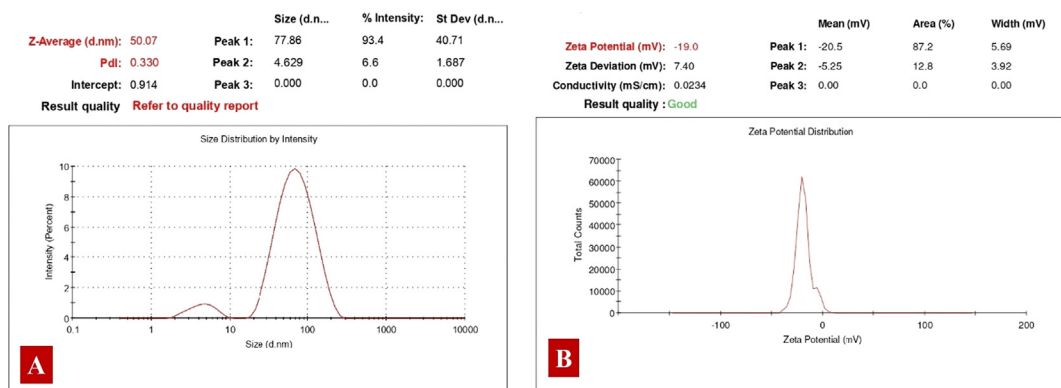 Size (d.n... % Intensity: St Dev (d.n...
Z-Average (d.nm): 50.07 Peak 1: 77.86 93.4 40.71
PdI: 0.330 Peak 2: 4.629 6.6 1.687
Intercept: 0.914 Peak 3: 0.000 0.0 0.000
Result quality Refer to quality report
Size Distribution by Intensity
Intensity (Percent)
10
8
6
4
2
0
0.1 1 10 100 1000 10000
Size (d.nm)
A
Mean (mV) Area (%) Width (mV)
Zeta Potential (mV): -19.0 Peak 1: -20.5 87.2 5.69
Zeta Deviation (mV): 7.40 Peak 2: -5.25 12.8 3.92
Conductivity (mS/cm): 0.0234 Peak 3: 0.00 0.0 0.00
Result quality : Good
Zeta Potential Distribution
Total Counts
70000
60000
50000
40000
30000
20000
10000
0
-100 0 100 200
Zeta Potential (mV)
B